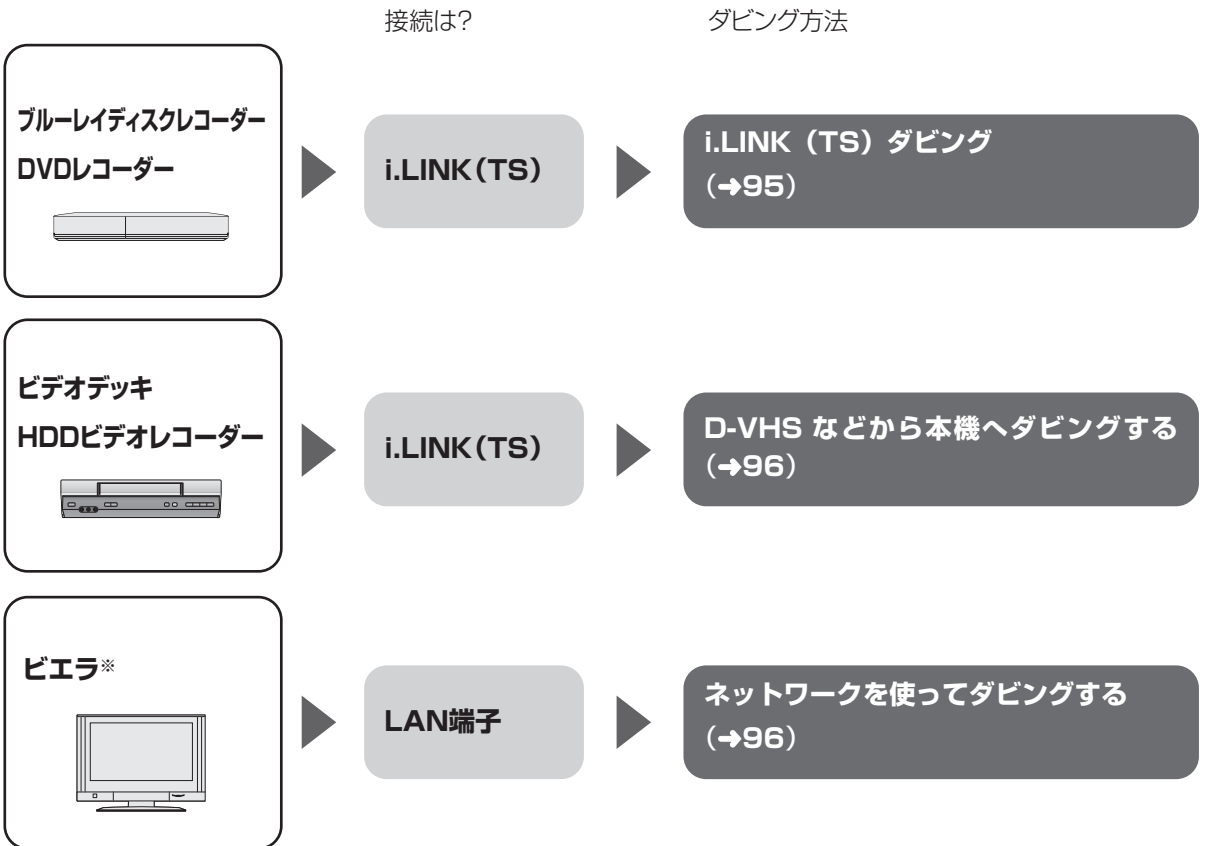 接続は?
ダビング方法
ブルーレイディスクレコーダー
DVDレコーダー
i.LINK(TS)
i.LINK（TS）ダビング
（➜95）
ビデオデッキ
HDDビデオレコーダー
i.LINK(TS)
D-VHS などから本機へダビングする
（➜96）
ビエラ※
LAN端子
ネットワークを使ってダビングする
（➜96）